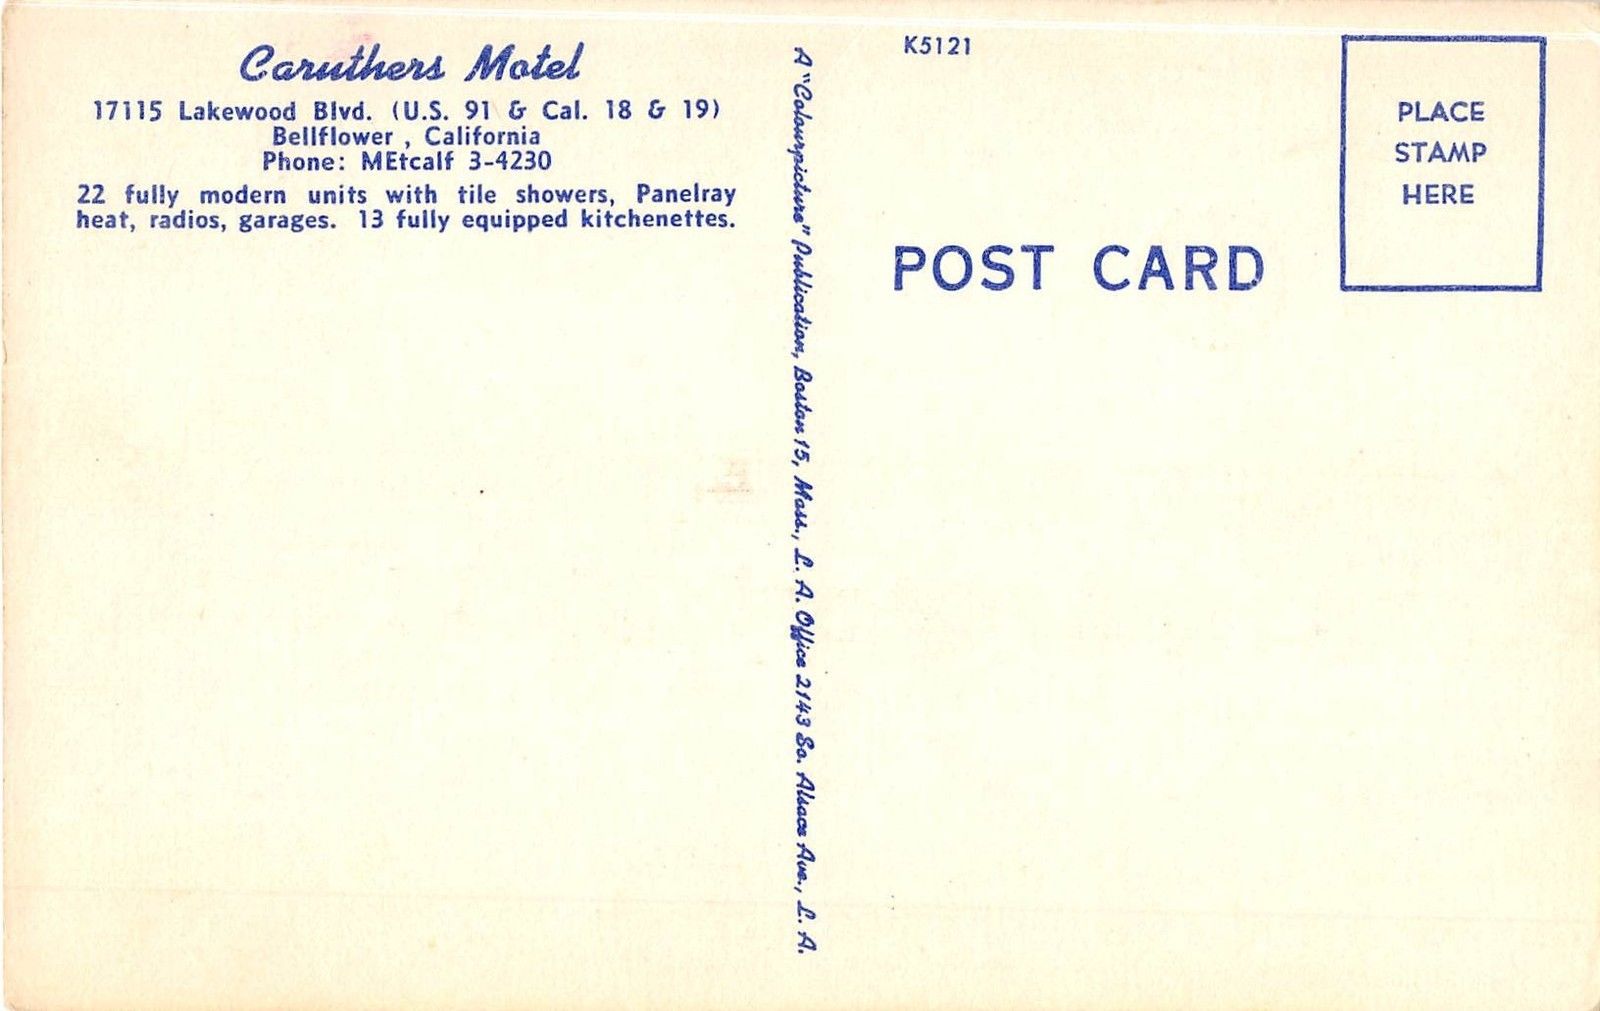 Caruthers Motel
17115 Lakewood Blvd. (U.S. 91 & Cal. 18 & 19)
Bellflower , California
Phone: MEtcalf 3-4230
22 fully modern units with tile showers, Panelray
heat, radios, garages. 13 fully equipped kitchenettes.
A "Colourpicture" Publication, Boston 15, Mass., L. A. Office 2143 So. Alsace Ave., L. A.
K5121
POST CARD
PLACE
STAMP
HERE